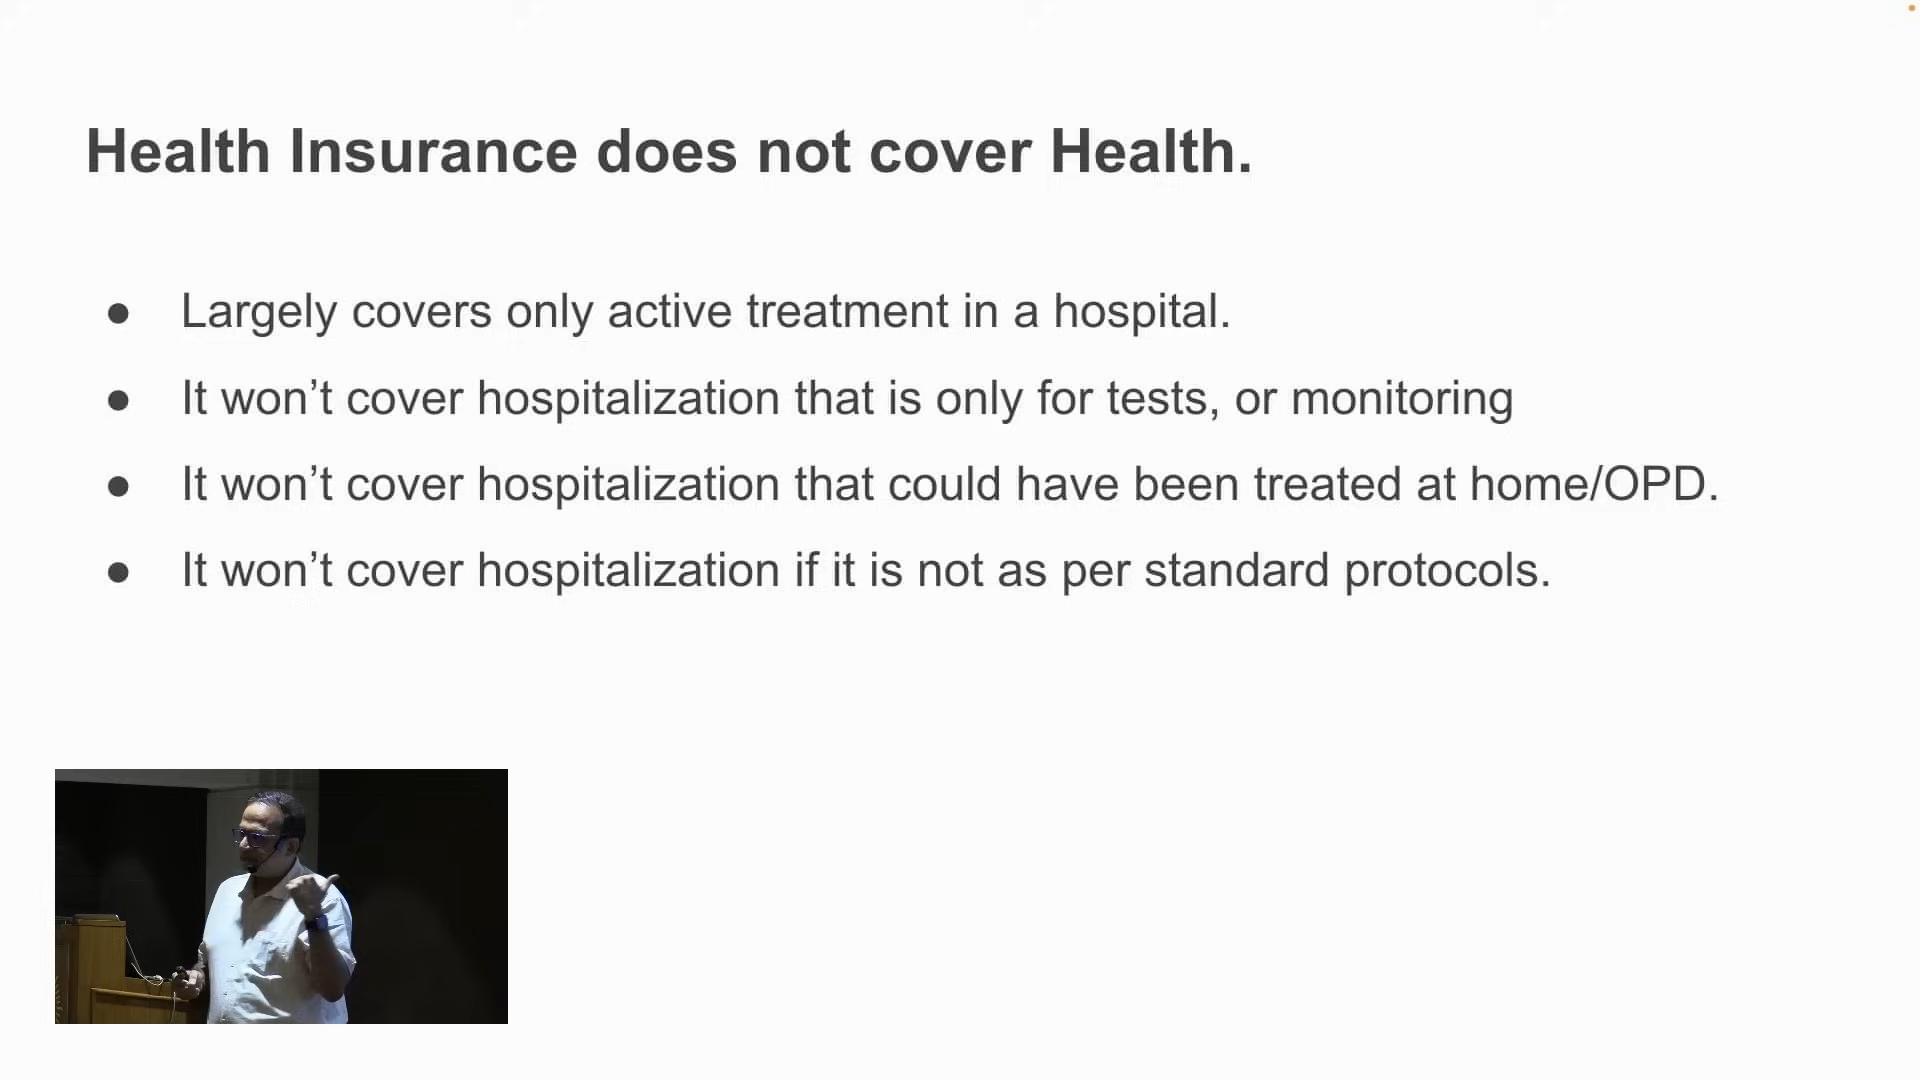 Health Insurance does not cover Health.
● Largely covers only active treatment in a hospital.
● It won’t cover hospitalization that is only for tests, or monitoring
● It won’t cover hospitalization that could have been treated at home/OPD.
● It won’t cover hospitalization if it is not as per standard protocols.